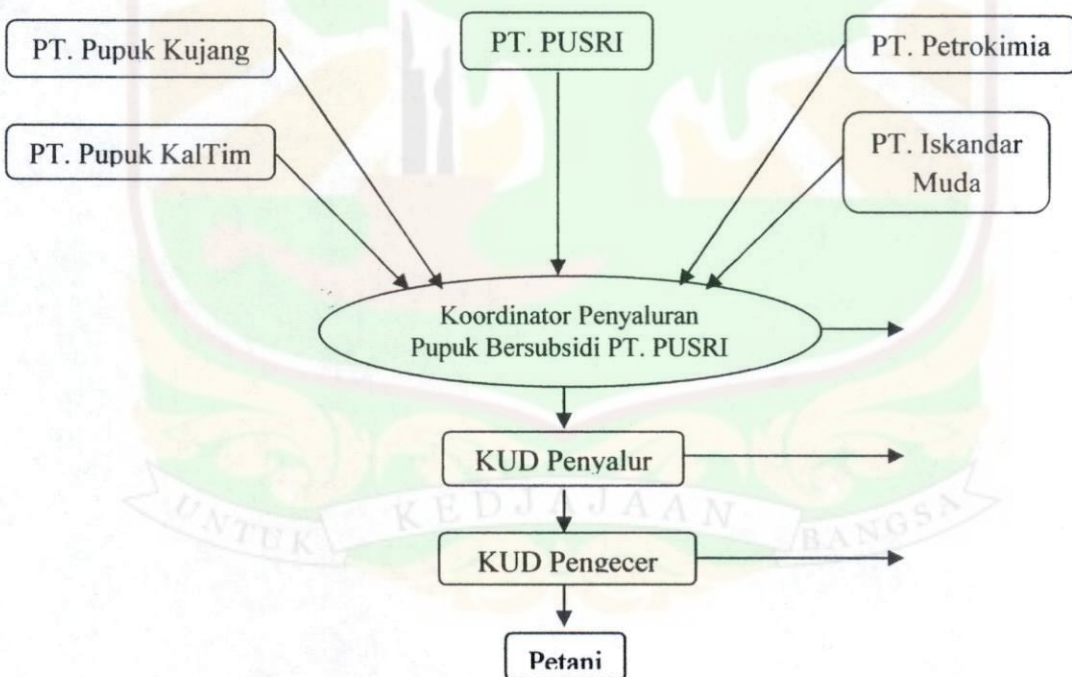 PT. Pupuk Kujang
PT. PUSRI
PT. Petrokimia
PT. Pupuk KalTim
PT. Iskandar
Muda
Koordinator Penyaluran
Pupuk Bersubsidi PT. PUSRI
KUD Penyalur
KUD Pengecer
Petani
UNTUK KEDJAJAAN BANGSA